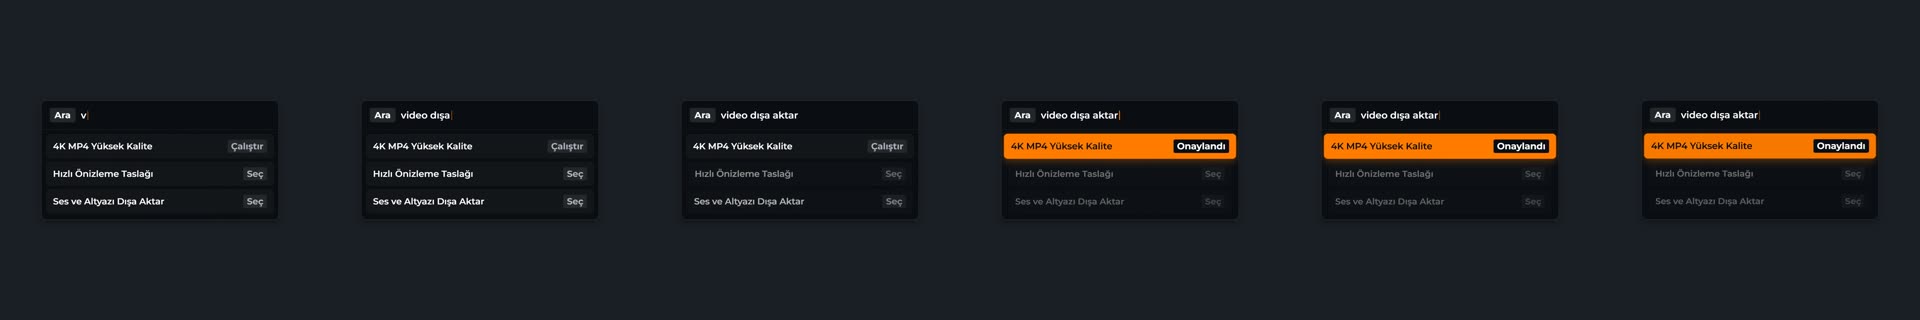 Ara v
4K MP4 Yüksek Kalite Çalıştır
Hızlı Önizleme Taslağı Seç
Ses ve Altyazı Dışa Aktar Seç
Ara video dışa
4K MP4 Yüksek Kalite Çalıştır
Hızlı Önizleme Taslağı Seç
Ses ve Altyazı Dışa Aktar Seç
Ara video dışa aktar
4K MP4 Yüksek Kalite Çalıştır
Hızlı Önizleme Taslağı Seç
Ses ve Altyazı Dışa Aktar Seç
Ara video dışa aktar
4K MP4 Yüksek Kalite Onaylandı
Hızlı Önizleme Taslağı Seç
Ses ve Altyazı Dışa Aktar Seç
Ara video dışa aktar
4K MP4 Yüksek Kalite Onaylandı
Hızlı Önizleme Taslağı Seç
Ses ve Altyazı Dışa Aktar Seç
Ara video dışa aktar
4K MP4 Yüksek Kalite Onaylandı
Hızlı Önizleme Taslağı Seç
Ses ve Altyazı Dışa Aktar Seç